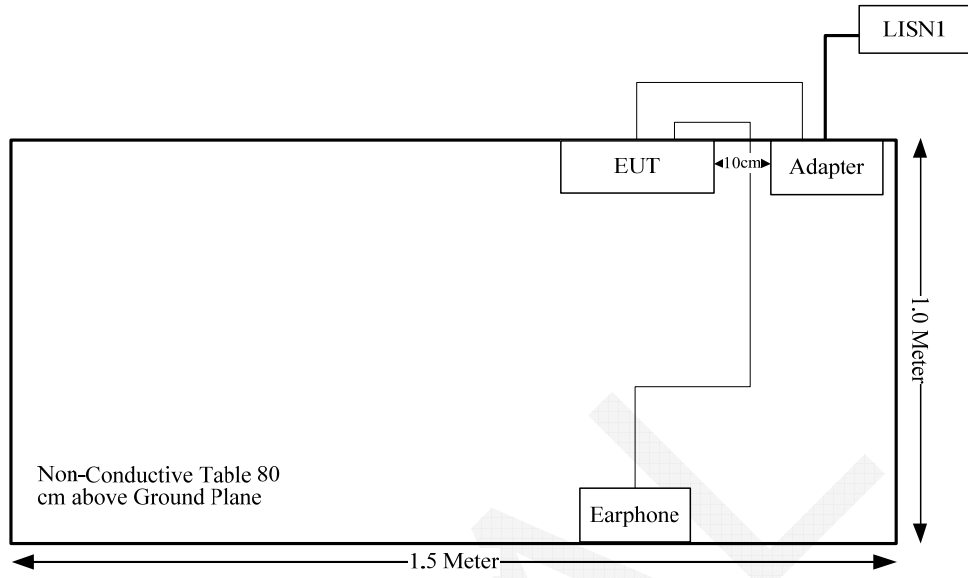 LISN1
EUT
10cm
Adapter
1.0 Meter
Non-Conductive Table 80
cm above Ground Plane
Earphone
1.5 Meter